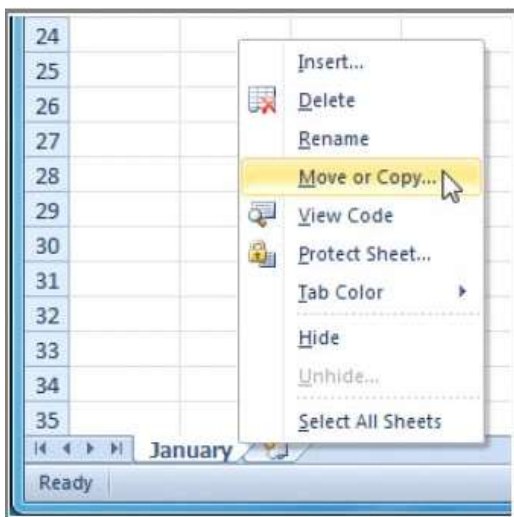 24
25
26
27
28
29
30
31
32
33
34
35
Insert...
Delete
Rename
Move or Copy...
View Code
Protect Sheet...
Tab Color
Hide
Unhide...
Select All Sheets
January
Ready